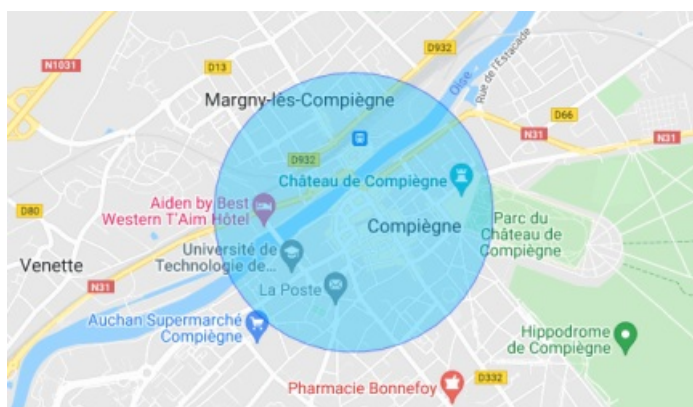 D932
N1031
D13
Oise
Rue de l'Estacade
Margny-lès-Compiègne
D66
N31
N31
D932
Château de Compiègne
Aiden by Best
Western T'Aim Hôtel
D80
Compiègne
Parc du
Château de
Compiègne
Université de
Technologie de...
Venette
N31
La Poste
Auchan Supermarché
Compiègne
Hippodrome
de Compiègne
D332
Pharmacie Bonnefoy